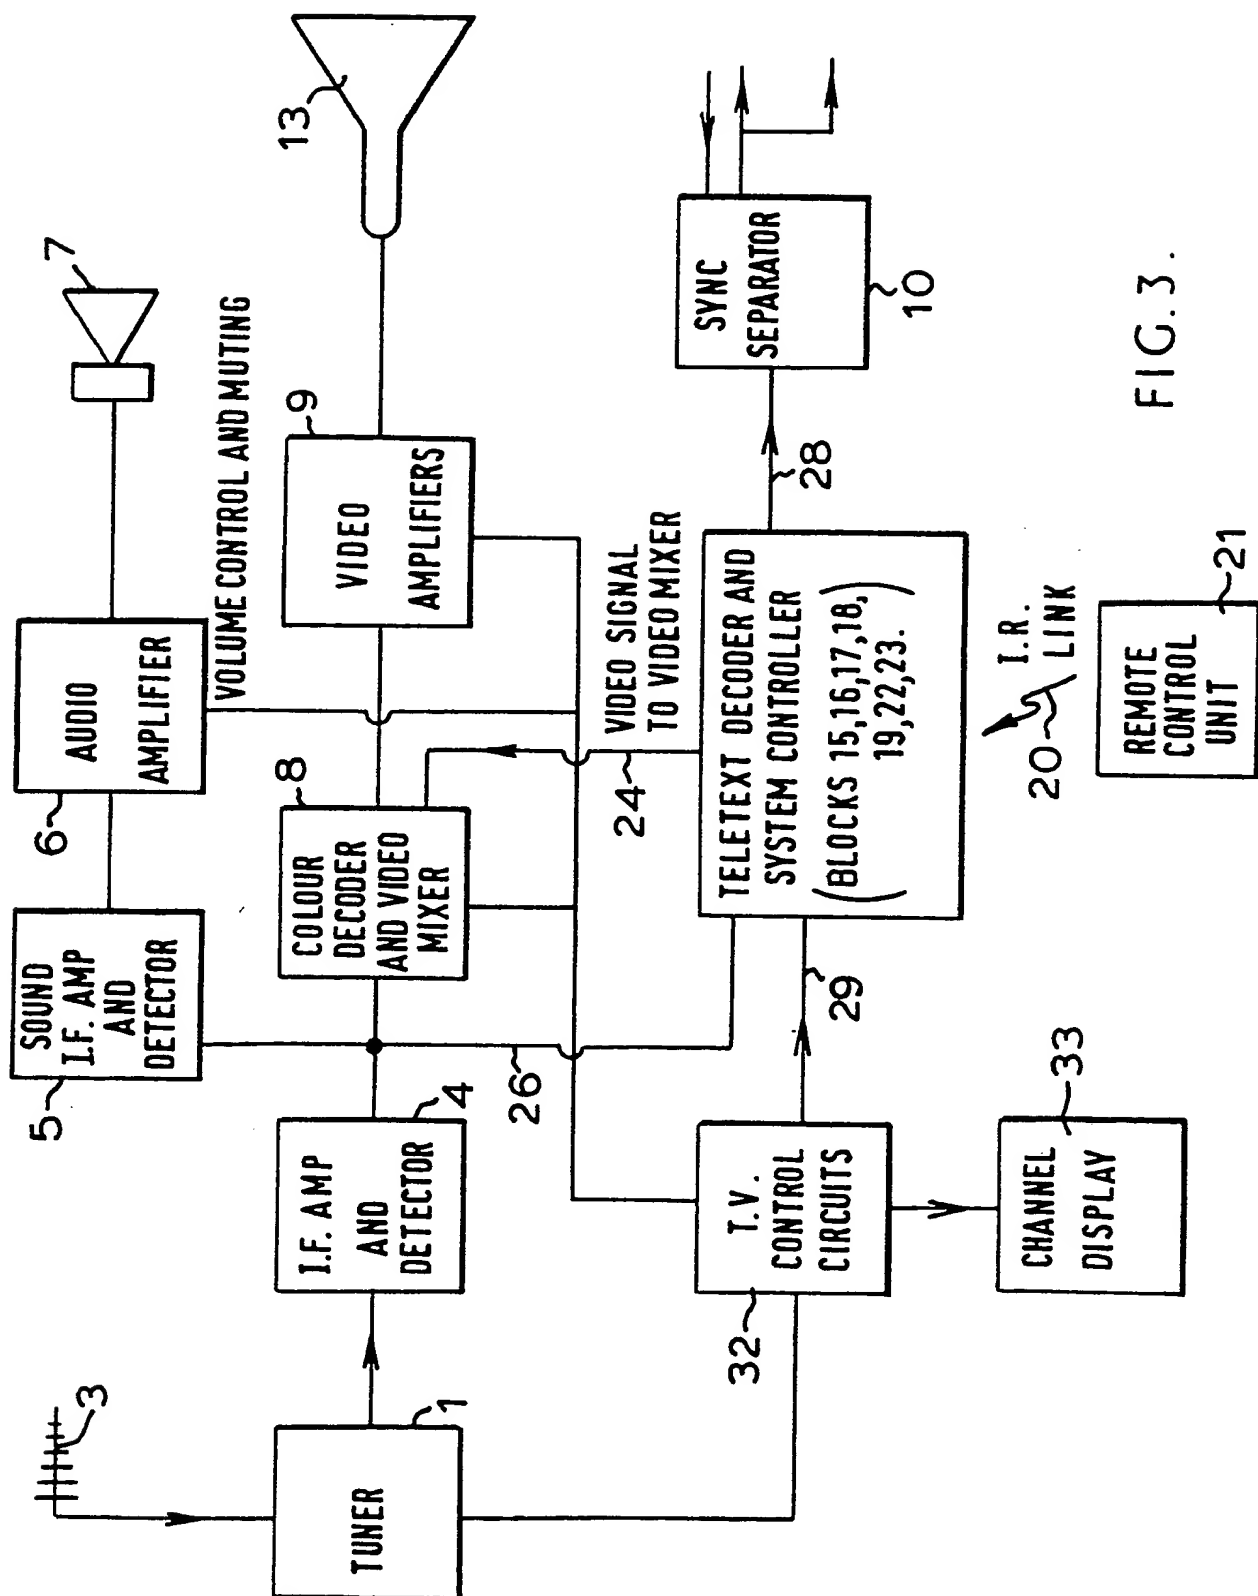 3
1
TUNER
4
I.F. AMP
AND
DETECTOR
5
SOUND
I.F. AMP
AND
DETECTOR
6
AUDIO
AMPLIFIER
7
VOLUME CONTROL AND MUTING
8
COLOUR
DECODER
AND VIDEO
MIXER
9
VIDEO
AMPLIFIERS
13
26
24
VIDEO SIGNAL
TO VIDEO MIXER
32
T.V.
CONTROL
CIRCUITS
29
TELETEXT DECODER AND
SYSTEM CONTROLLER
(BLOCKS 15,16,17,18,
19,22,23.)
28
SYNC
SEPARATOR
10
33
CHANNEL
DISPLAY
20
I.R.
LINK
21
REMOTE
CONTROL
UNIT
FIG.3.